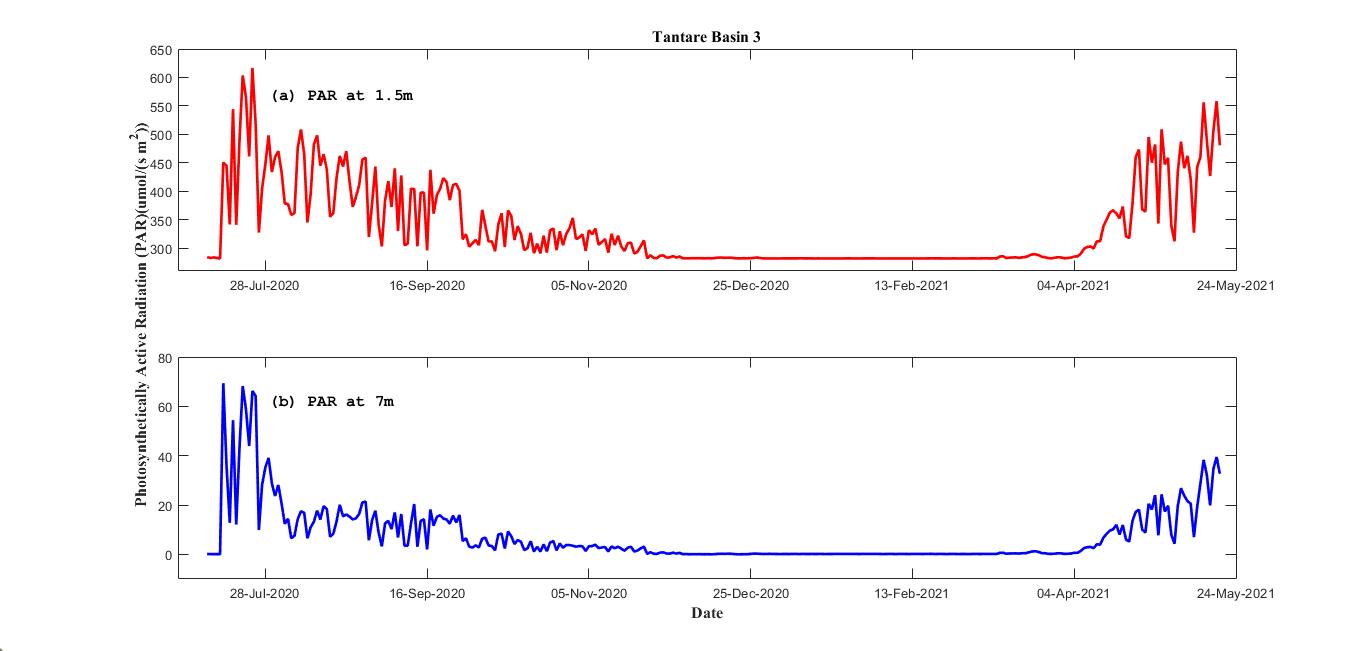 Tantare Basin 3
650
600
550
500
450
400
350
300
(a) PAR at 1.5m
28-Jul-2020 16-Sep-2020 05-Nov-2020 25-Dec-2020 13-Feb-2021 04-Apr-2021 24-May-2021
Photosynthetically Active Radiation (PAR)(umol/(s m²))
80
60
40
20
0
(b) PAR at 7m
28-Jul-2020 16-Sep-2020 05-Nov-2020 25-Dec-2020 13-Feb-2021 04-Apr-2021 24-May-2021
Date